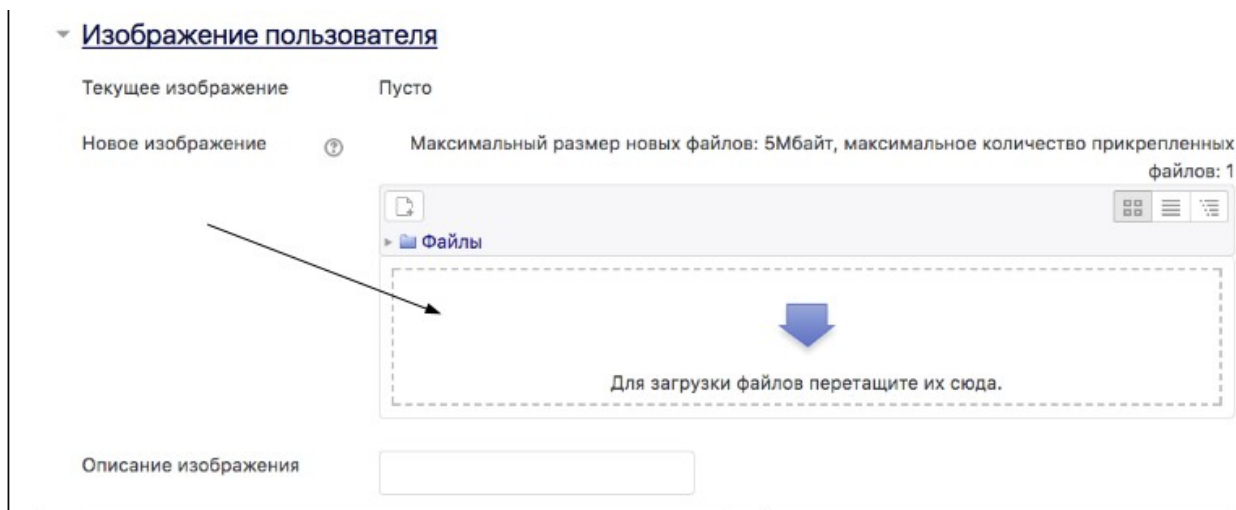 Изображение пользователя
Текущее изображение Пусто
Новое изображение Максимальный размер новых файлов: 5Мбайт, максимальное количество прикрепленных
файлов: 1
Файлы
Для загрузки файлов перетащите их сюда.
Описание изображения